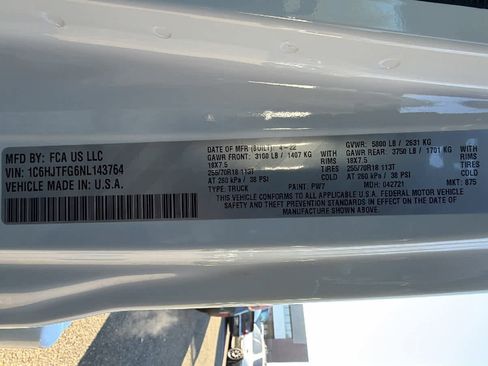 MFD BY: FCA US LLC
VIN: 1C6HJTFG6NL143764
VEHICLE MADE IN U.S.A.
DATE OF MFR (BUILT): 4-22
GAWR FRONT: 3100 LB / 1407 KG
18X7.5
255/70R18 113T TIRES
AT 260 kPa / 38 PSI COLD
TYPE: TRUCK
GVWR: 5800 LB / 2631 KG
GAWR REAR: 3750 LB / 1701 KG
18X7.5
255/70R18 113T TIRES
AT 260 kPa / 38 PSI COLD
PAINT: PW7 MDH: 042721 MKT: 875
THIS VEHICLE CONFORMS TO ALL APPLICABLE U.S.A. FEDERAL MOTOR VEHICLE
SAFETY AND THEFT PREVENTION STANDARDS IN EFFECT ON THE DATE OF
MANUFACTURE SHOWN ABOVE.